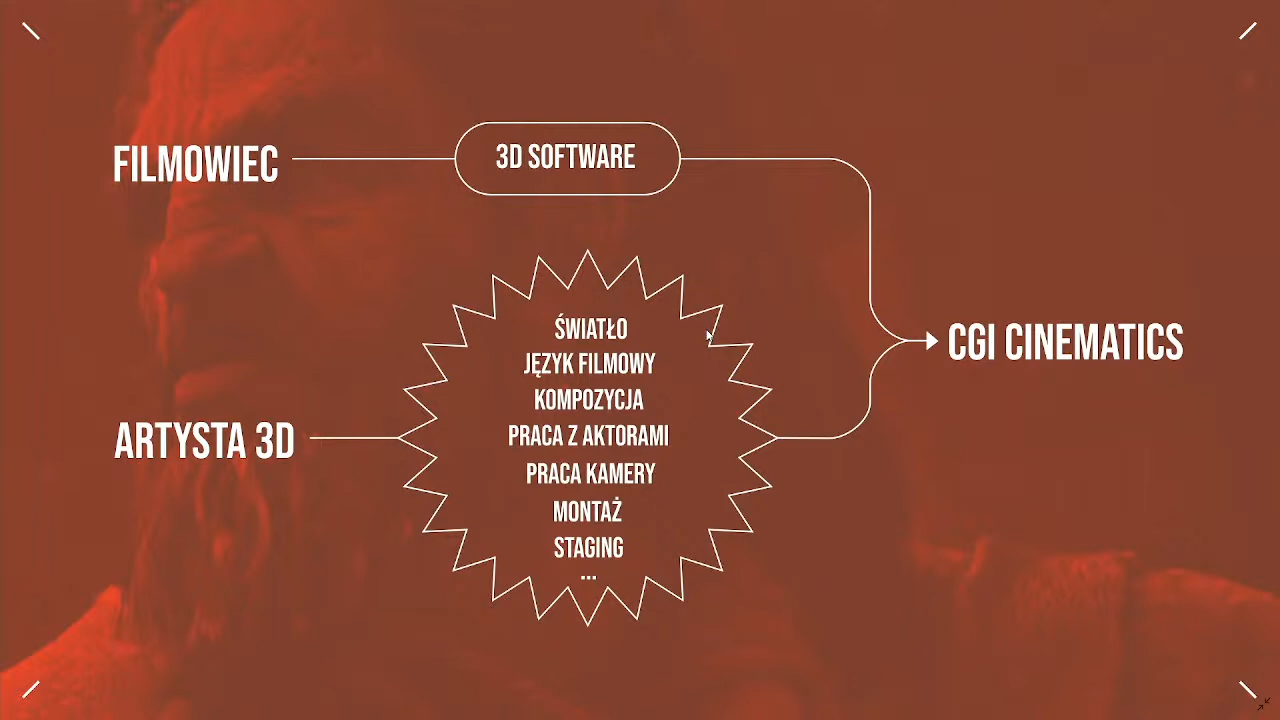 FILMOWIEC
3D SOFTWARE
ŚWIATŁO
JĘZYK FILMOWY
KOMPOZYCJA
PRACA Z AKTORAMI
PRACA KAMERY
MONTAŻ
STAGING
...
ARTYSTA 3D
CGI CINEMATICS